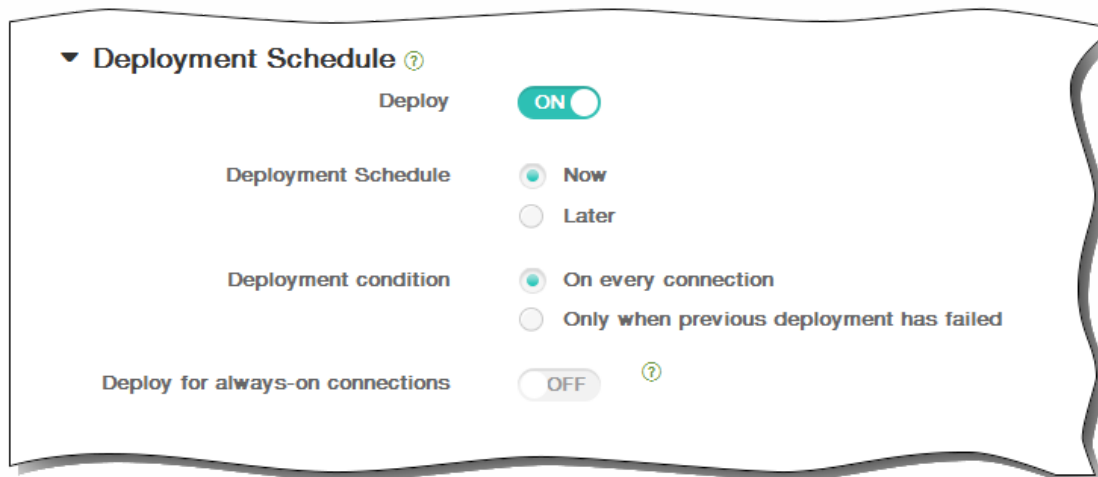 Deployment Schedule ?
Deploy ON
Deployment Schedule Now
Later
Deployment condition On every connection
Only when previous deployment has failed
Deploy for always-on connections OFF ?